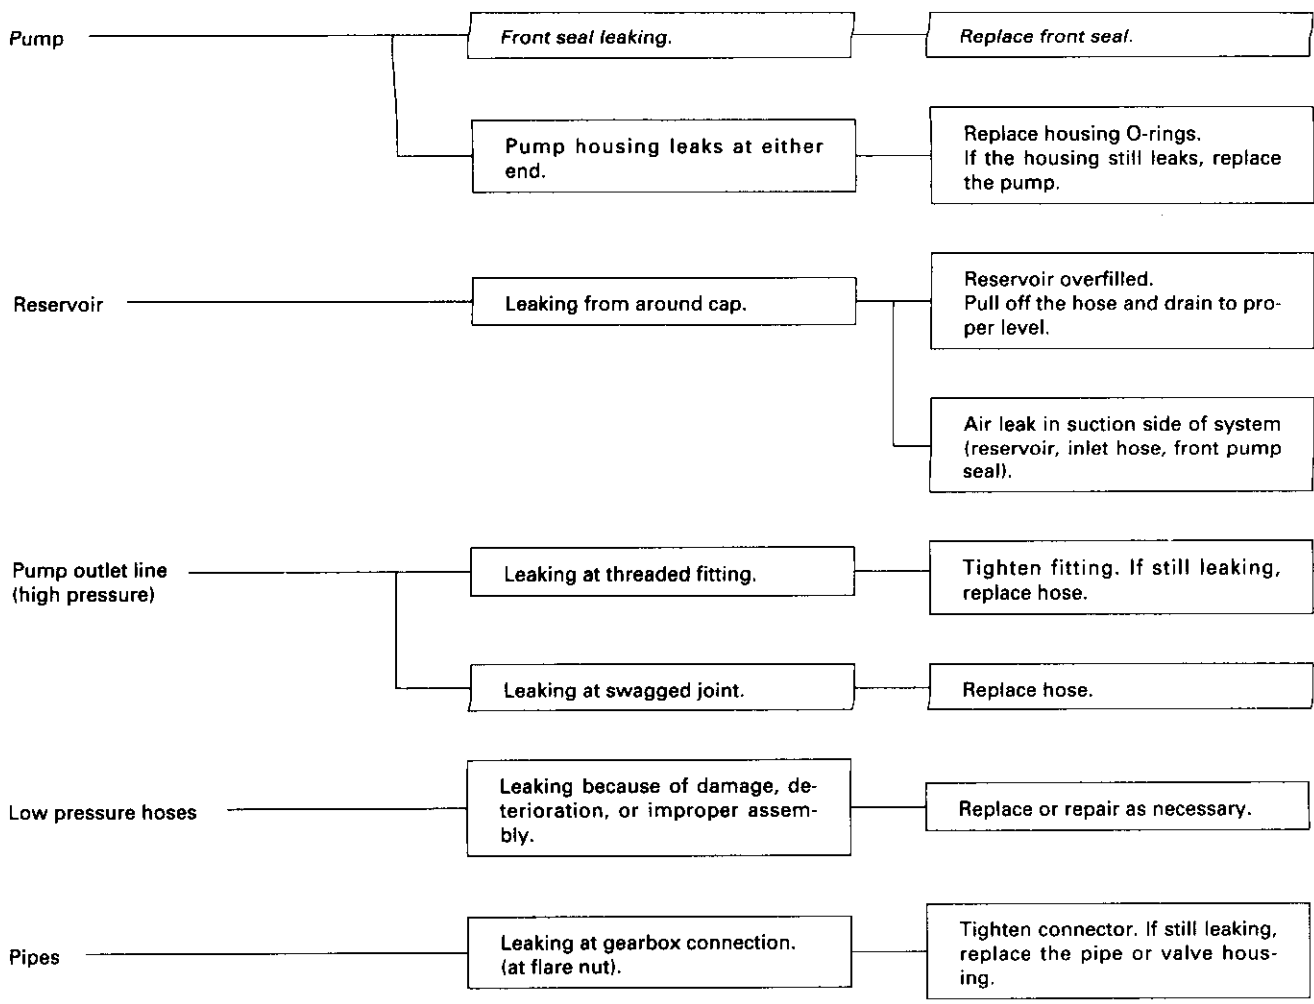 Pump
Front seal leaking.
Replace front seal.
Pump housing leaks at either
end.
Replace housing O-rings.
If the housing still leaks, replace
the pump.
Reservoir
Leaking from around cap.
Reservoir overfilled.
Pull off the hose and drain to pro-
per level.
Air leak in suction side of system
(reservoir, inlet hose, front pump
seal).
Pump outlet line
(high pressure)
Leaking at threaded fitting.
Tighten fitting. If still leaking,
replace hose.
Leaking at swagged joint.
Replace hose.
Low pressure hoses
Leaking because of damage, de-
terioration, or improper assem-
bly.
Replace or repair as necessary.
Pipes
Leaking at gearbox connection.
(at flare nut).
Tighten connector. If still leaking,
replace the pipe or valve hous-
ing.